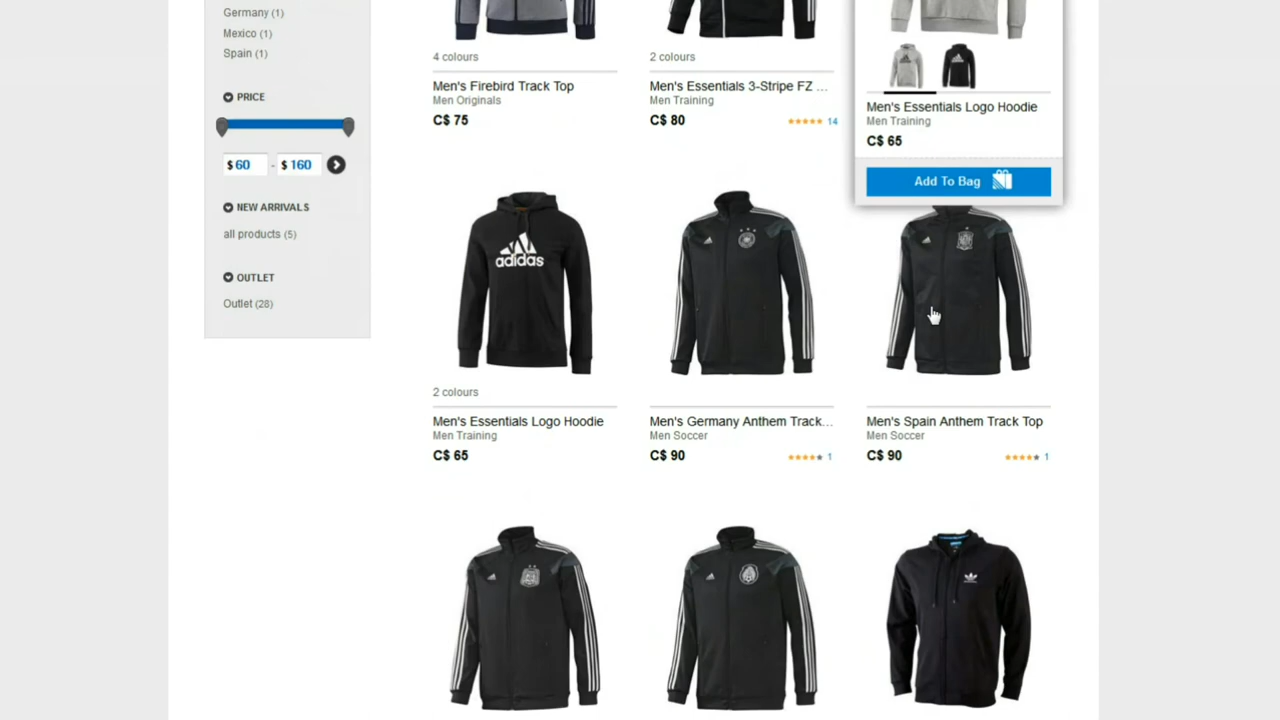 Germany (1)
Mexico (1)
Spain (1)
PRICE
$ 60 - $ 160
NEW ARRIVALS
all products (5)
OUTLET
Outlet (28)
4 colours
Men's Firebird Track Top
Men Originals
C$ 75
2 colours
Men's Essentials 3-Stripe FZ ...
Men Training
C$ 80
14
Men's Essentials Logo Hoodie
Men Training
C$ 65
Add To Bag
adidas
2 colours
Men's Essentials Logo Hoodie
Men Training
C$ 65
Men's Germany Anthem Track...
Men Soccer
C$ 90
1
Men's Spain Anthem Track Top
Men Soccer
C$ 90
1